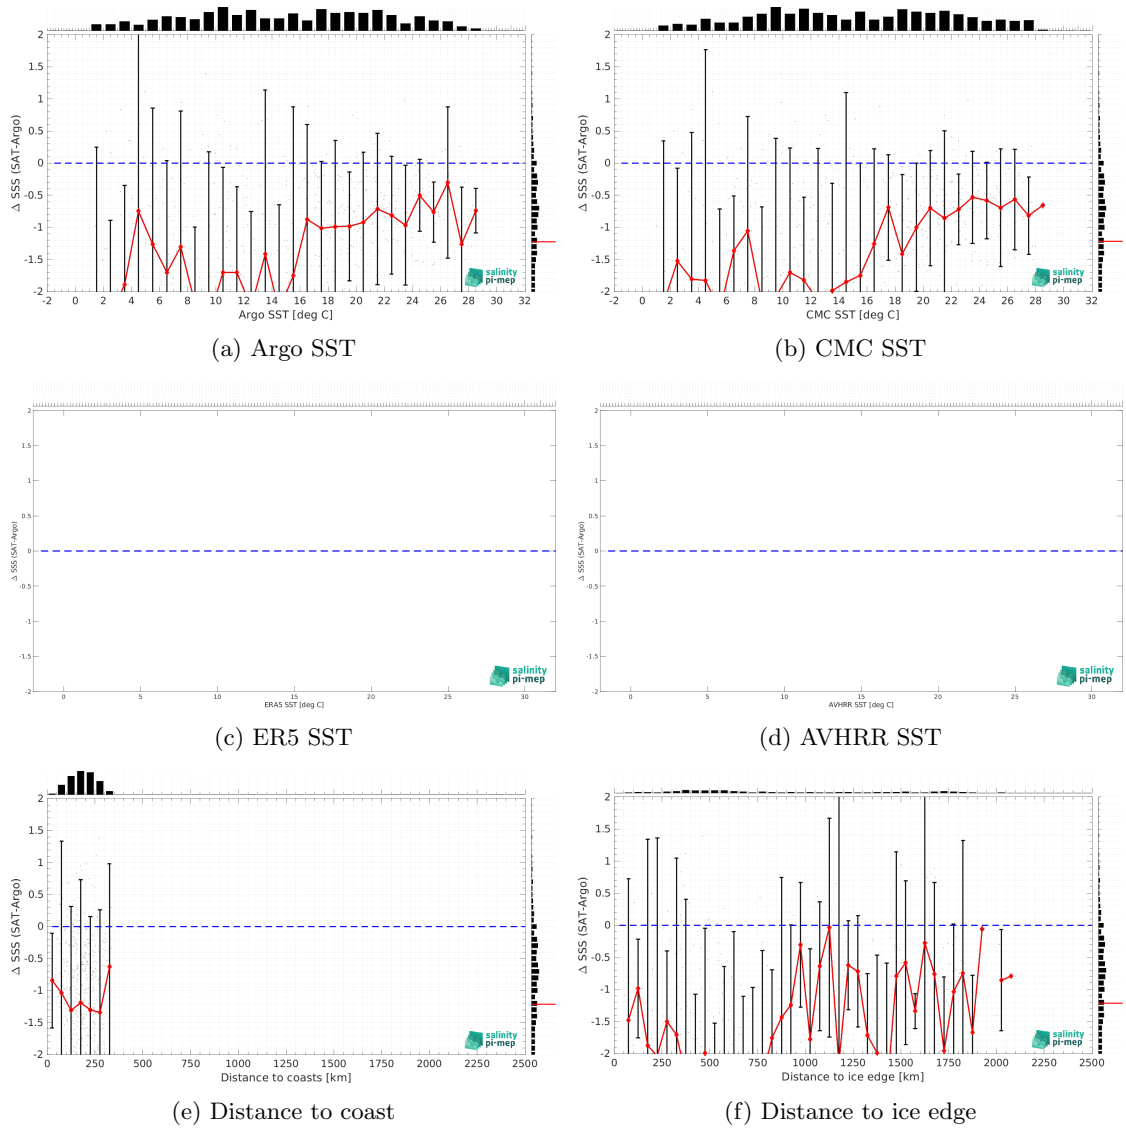 2
1.5
1
0.5
0
-0.5
-1
-1.5
-2
Δ SSS (SAT-Argo)
-2 0 2 4 6 8 10 12 14 16 18 20 22 24 26 28 30 32
Argo SST [deg C]
salinity
pi-mep
(a) Argo SST
2
1.5
1
0.5
0
-0.5
-1
-1.5
-2
Δ SSS (SAT-Argo)
-2 0 2 4 6 8 10 12 14 16 18 20 22 24 26 28 30 32
CMC SST [deg C]
salinity
pi-mep
(b) CMC SST
2
1.5
1
0.5
0
-0.5
-1
-1.5
-2
Δ SSS (SAT-Argo)
0 5 10 15 20 25 30
ERA5 SST [deg C]
salinity
pi-mep
(c) ER5 SST
2
1.5
1
0.5
0
-0.5
-1
-1.5
-2
Δ SSS (SAT-Argo)
0 5 10 15 20 25 30
AVHRR SST [deg C]
salinity
pi-mep
(d) AVHRR SST
2
1.5
1
0.5
0
-0.5
-1
-1.5
-2
Δ SSS (SAT-Argo)
0 250 500 750 1000 1250 1500 1750 2000 2250 2500
Distance to coasts [km]
salinity
pi-mep
(e) Distance to coast
2
1.5
1
0.5
0
-0.5
-1
-1.5
-2
Δ SSS (SAT-Argo)
0 250 500 750 1000 1250 1500 1750 2000 2250 2500
Distance to ice edge [km]
salinity
pi-mep
(f) Distance to ice edge